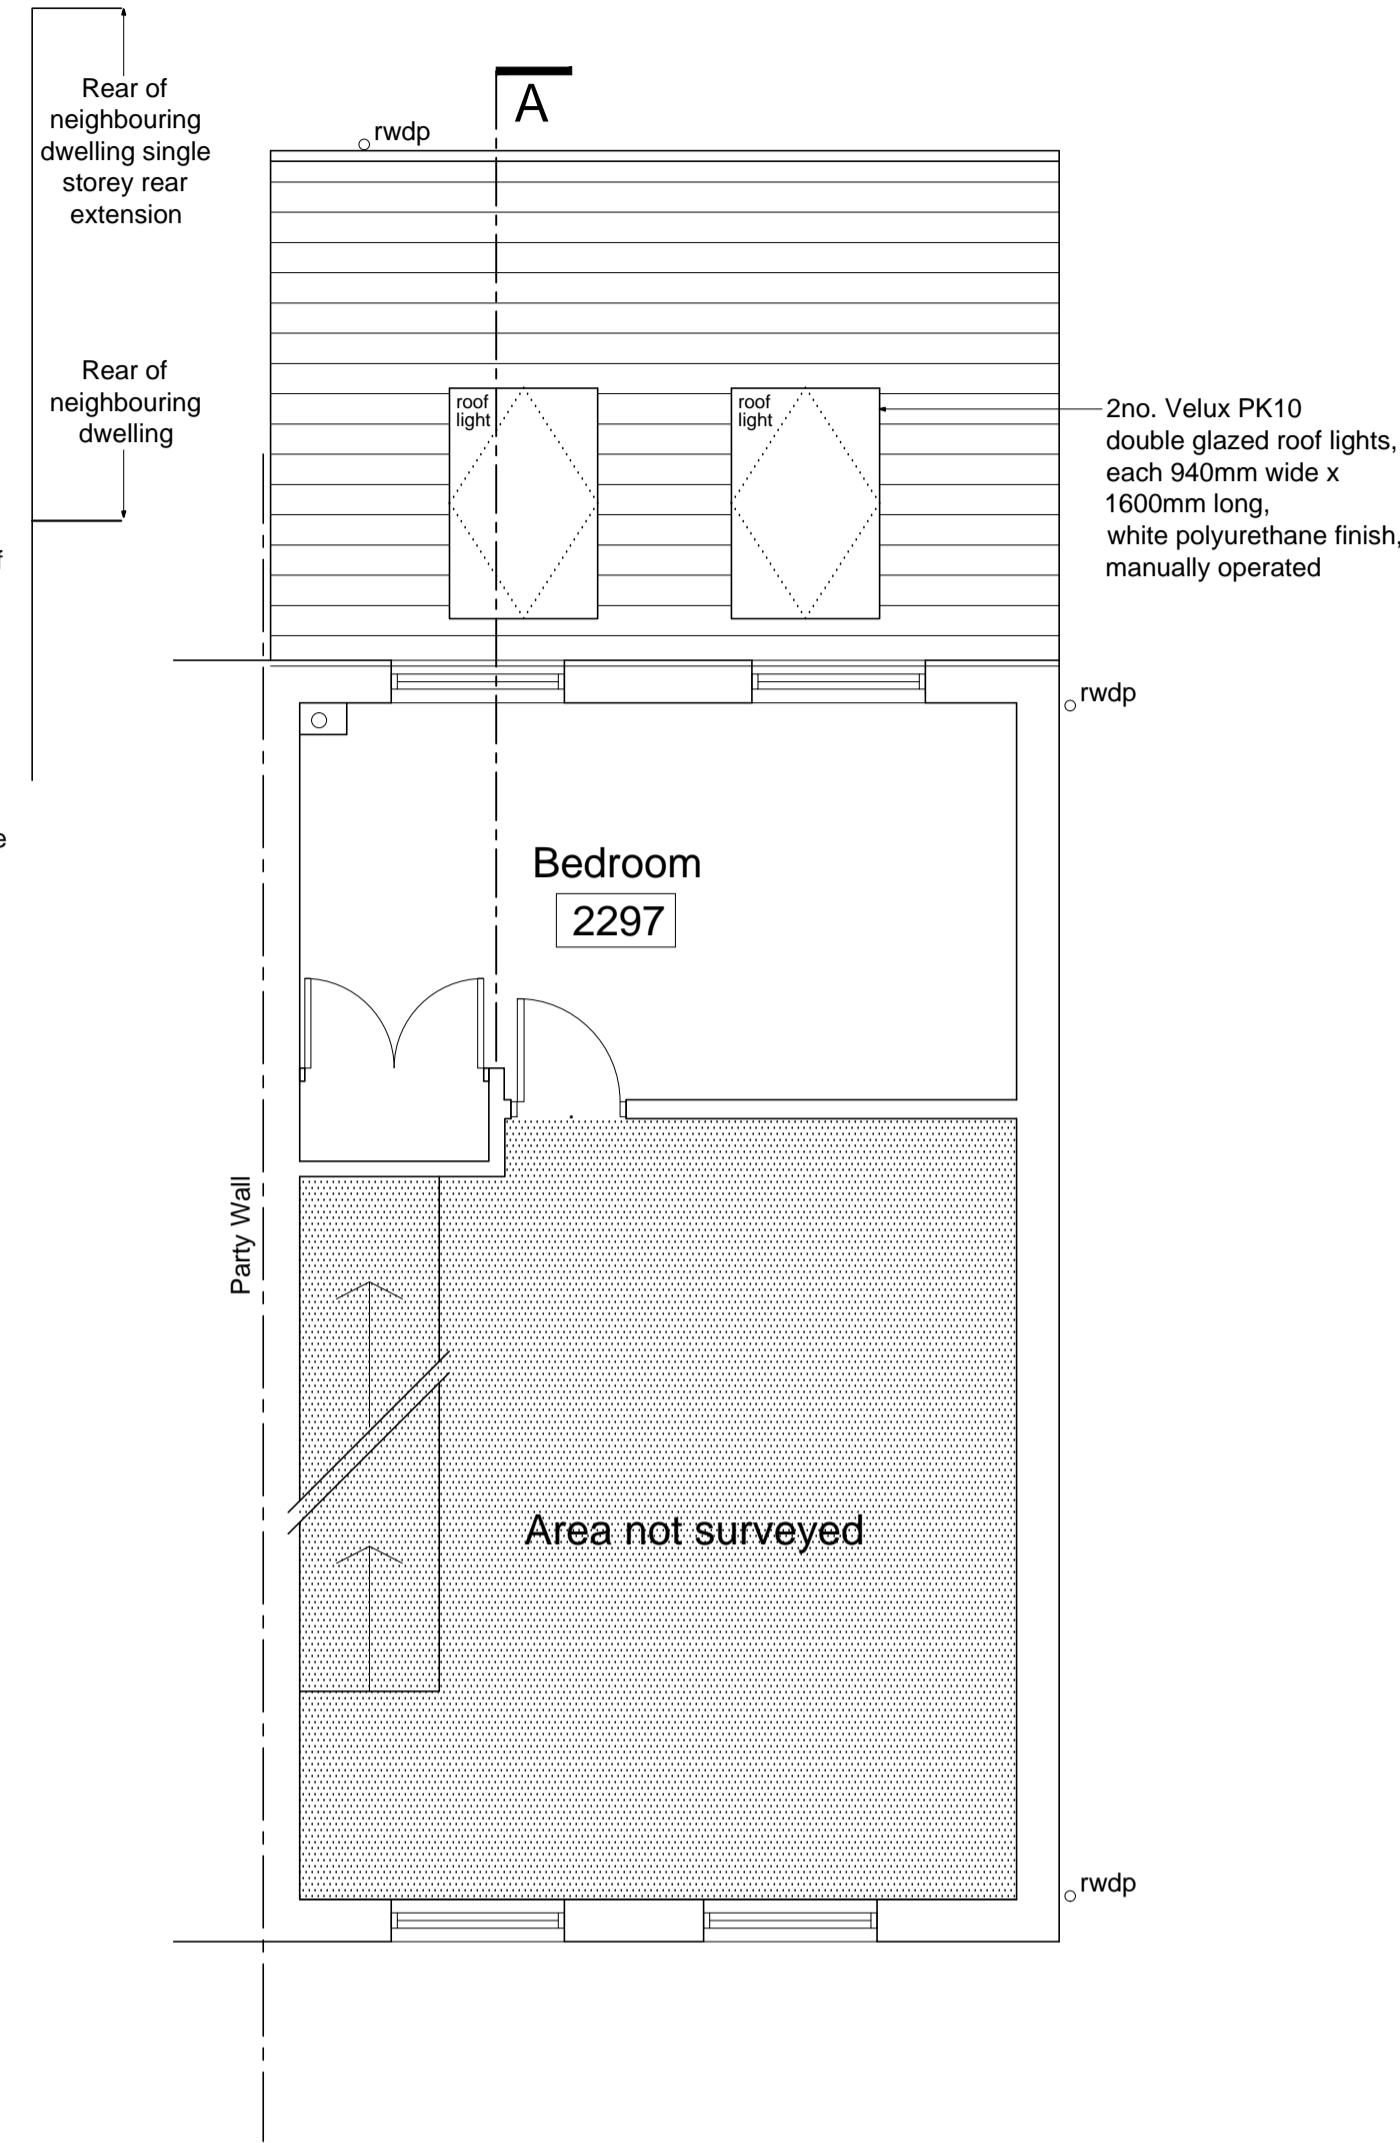 Rear of
neighbouring
dwelling single
storey rear
extension
A
rwdp
Rear of
neighbouring
dwelling
roof
light
roof
light
2no. Velux PK10
double glazed roof lights,
each 940mm wide x
1600mm long,
white polyurethane finish,
manually operated
f
rwdp
e
Bedroom
2297
Party Wall
Area not surveyed
rwdp